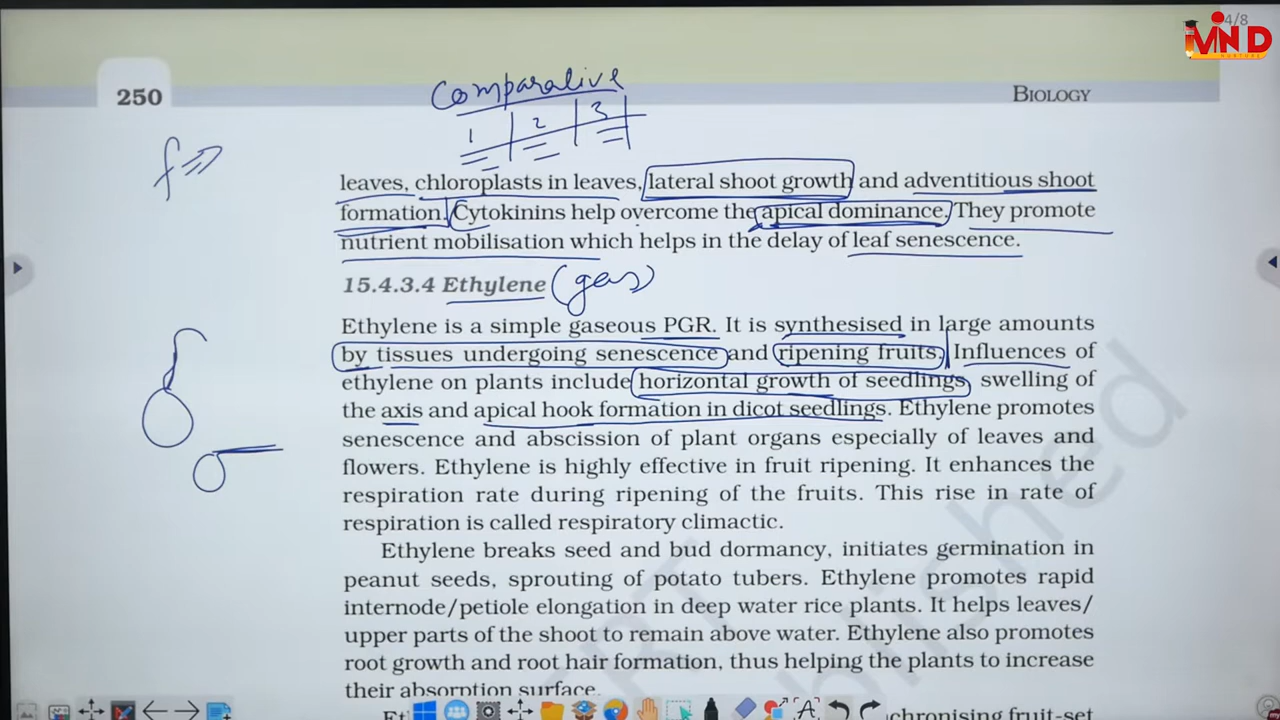 4/8
MIND
250
Comparative
BIOLOGY
1 2 3
f⇒
leaves, chloroplasts in leaves, lateral shoot growth and adventitious shoot
formation. Cytokinins help overcome the apical dominance. They promote
nutrient mobilisation which helps in the delay of leaf senescence.
15.4.3.4 Ethylene (gas)
Ethylene is a simple gaseous PGR. It is synthesised in large amounts
by tissues undergoing senescence and ripening fruits. Influences of
ethylene on plants include horizontal growth of seedlings, swelling of
the axis and apical hook formation in dicot seedlings. Ethylene promotes
senescence and abscission of plant organs especially of leaves and
flowers. Ethylene is highly effective in fruit ripening. It enhances the
respiration rate during ripening of the fruits. This rise in rate of
respiration is called respiratory climactic.
Ethylene breaks seed and bud dormancy, initiates germination in
peanut seeds, sprouting of potato tubers. Ethylene promotes rapid
internode/petiole elongation in deep water rice plants. It helps leaves/
upper parts of the shoot to remain above water. Ethylene also promotes
root growth and root hair formation, thus helping the plants to increase
their absorption surface.
chronising fruit-set